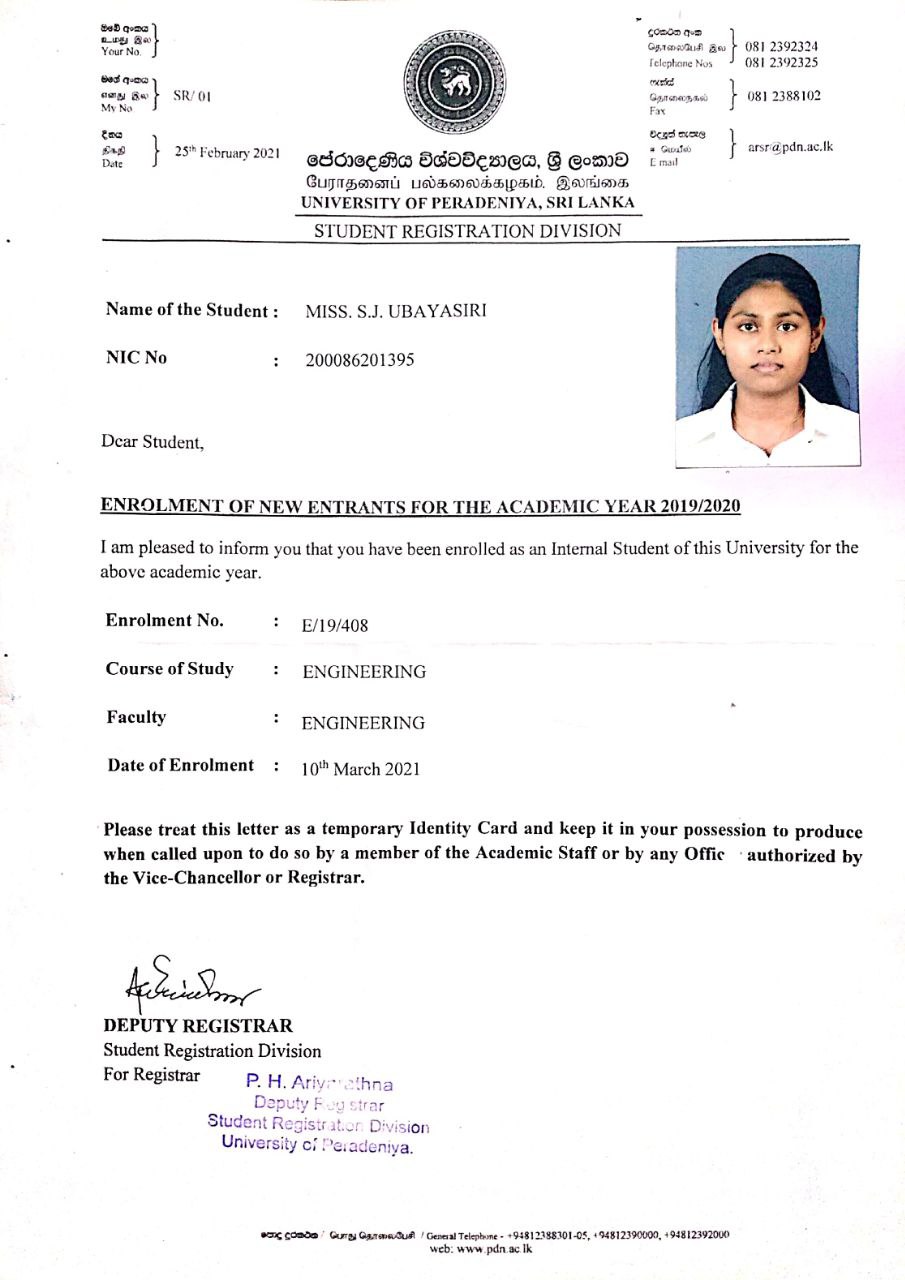 ඔබේ අංකය
உமது இல
Your No.
මගේ අංකය
எனது இல
My No
SR/ 01
දිනය
திகதி
Date
25th February 2021
දුරකථන අංක
தொலைபேசி இல
Telephone Nos
081 2392324
081 2392325
ෆැක්ස්
தொலைநகல்
Fax
081 2388102
විද්‍යුත් තැපෑල
மெயில்
E mail
arsr@pdn.ac.lk
පේරාදෙණිය විශ්වවිද්‍යාලය, ශ්‍රී ලංකාව
பேராதனைப் பல்கலைக்கழகம். இலங்கை
UNIVERSITY OF PERADENIYA, SRI LANKA
STUDENT REGISTRATION DIVISION
Name of the Student : MISS. S.J. UBAYASIRI
NIC No : 200086201395
Dear Student,
ENROLMENT OF NEW ENTRANTS FOR THE ACADEMIC YEAR 2019/2020
I am pleased to inform you that you have been enrolled as an Internal Student of this University for the
above academic year.
Enrolment No. : E/19/408
Course of Study : ENGINEERING
Faculty : ENGINEERING
Date of Enrolment : 10th March 2021
Please treat this letter as a temporary Identity Card and keep it in your possession to produce
when called upon to do so by a member of the Academic Staff or by any Offic authorized by
the Vice-Chancellor or Registrar.
DEPUTY REGISTRAR
Student Registration Division
For Registrar
P. H.
Deputy Registrar
Student Registration Division
University of Peradeniya.
පොදු දුරකථන / பொது தொலைபேசி / General Telephone - +94812388301-05, +94812390000, +94812392000
web: www.pdn.ac.lk